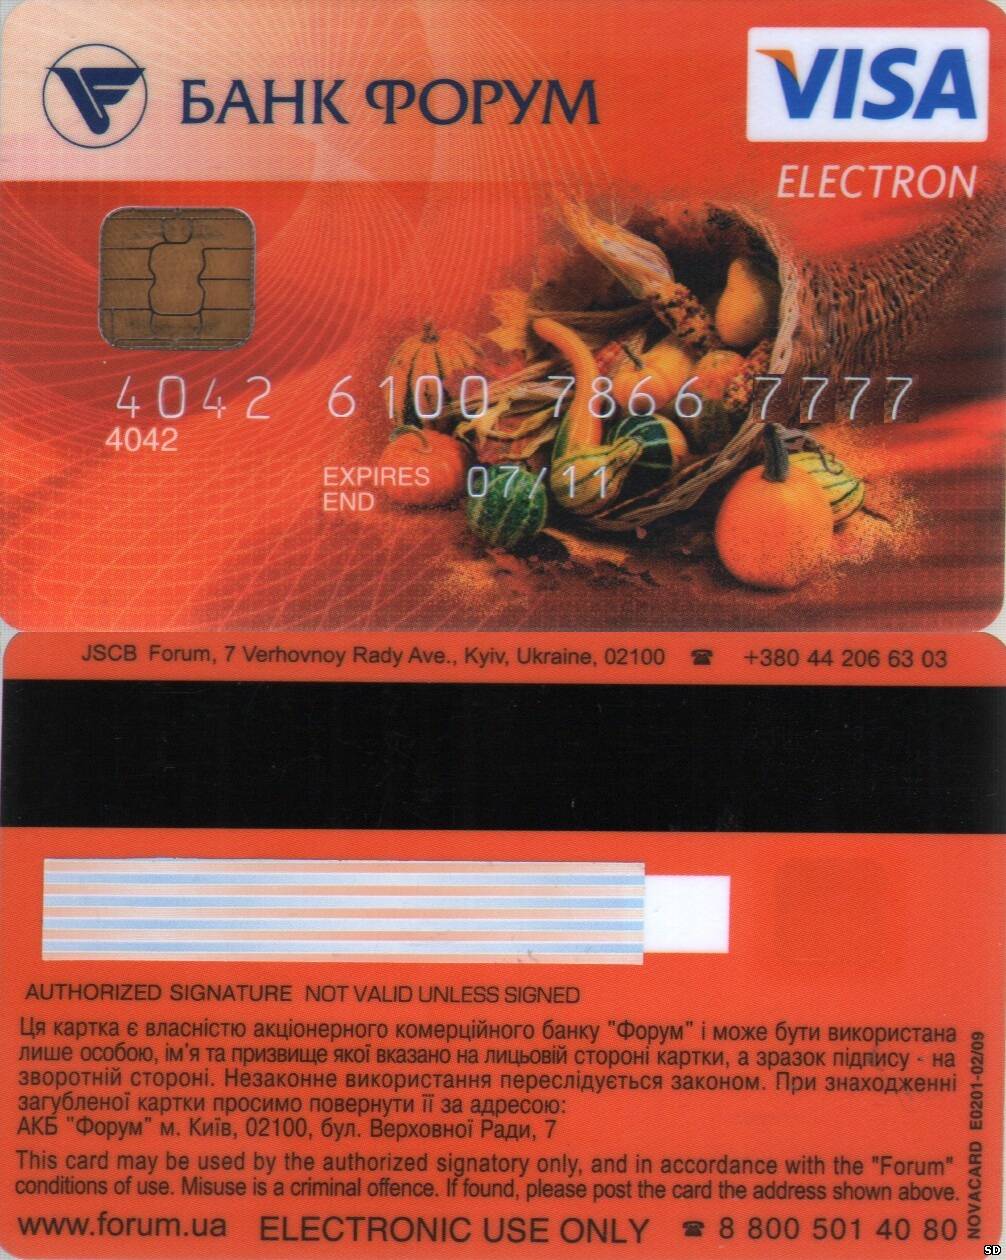 БАНК ФОРУМ
VISA
ELECTRON
4042 6100 7866 7777
4042
EXPIRES
END
07/11
JSCB Forum, 7 Verhovnoy Rady Ave., Kyiv, Ukraine, 02100 ☎ +380 44 206 63 03
AUTHORIZED SIGNATURE NOT VALID UNLESS SIGNED
Ця картка є власністю акціонерного комерційного банку "Форум" і може бути використана
лише особою, ім'я та призвище якої вказано на лицьовій стороні картки, а зразок підпису - на
зворотній стороні. Незаконне використання переслідується законом. При знаходженні
загубленої картки просимо повернути її за адресою:
АКБ "Форум" м. Київ, 02100, бул. Верховної Ради, 7
This card may be used by the authorized signatory only, and in accordance with the "Forum"
conditions of use. Misuse is a criminal offence. If found, please post the card the address shown above.
www.forum.ua ELECTRONIC USE ONLY ☎ 8 800 501 40 80
NOVACARD E0201-02/09
SD